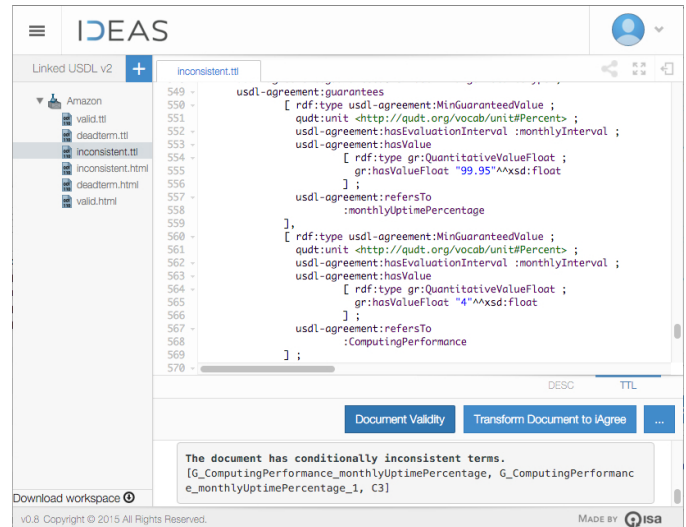 IDEAS
Linked USDL v2 +
inconsistent.ttl
Amazon
valid.ttl
deadterm.ttl
inconsistent.ttl
inconsistent.html
deadterm.html
valid.html
549 usdl-agreement:guarantees
550 [ rdf:type usdl-agreement:MinGuaranteedValue ;
551 qudt:unit <http://qudt.org/vocab/unit#Percent> ;
552 usdl-agreement:hasEvaluationInterval :monthlyInterval ;
553 usdl-agreement:hasValue
554 [ rdf:type gr:QuantitativeValueFloat ;
555 gr:hasValueFloat "99.95"^^xsd:float
556 ] ;
557 usdl-agreement:refersTo
558 :monthlyUptimePercentage
559 ],
560 [ rdf:type usdl-agreement:MinGuaranteedValue ;
561 qudt:unit <http://qudt.org/vocab/unit#Percent> ;
562 usdl-agreement:hasEvaluationInterval :monthlyInterval ;
563 usdl-agreement:hasValue
564 [ rdf:type gr:QuantitativeValueFloat ;
565 gr:hasValueFloat "4"^^xsd:float
566 ] ;
567 usdl-agreement:refersTo
568 :ComputingPerformance
569 ] ;
570
DESC TTL
Document Validity Transform Document to iAgree ...
The document has conditionally inconsistent terms.
[G_ComputingPerformance_monthlyUptimePercentage, G_ComputingPerformanc
e_monthlyUptimePercentage_1, C3]
Download workspace
v0.8 Copyright © 2015 All Rights Reserved. MADE BY isa